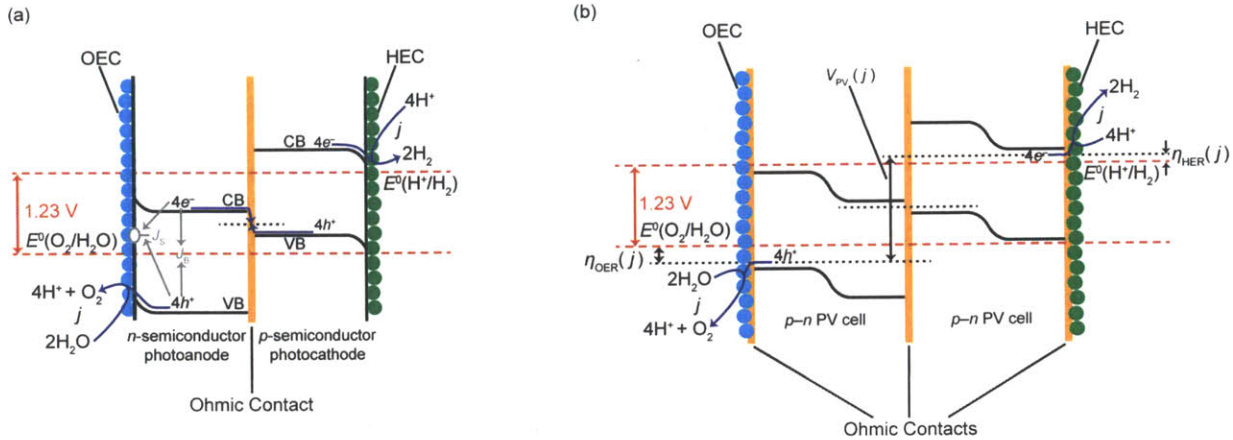 (a)
OEC
HEC
4H⁺
j
CB
4e⁻
2H₂
E⁰(H⁺/H₂)
1.23 V
4e⁻
CB
4h⁺
E⁰(O₂/H₂O)
Jₛ
VB
4H⁺ + O₂
4h⁺
VB
j
2H₂O
n-semiconductor
photoanode
p-semiconductor
photocathode
Ohmic Contact
(b)
OEC
HEC
V_PV(j)
2H₂
j
4H⁺
4e⁻
η_HER(j)
E⁰(H⁺/H₂)
1.23 V
E⁰(O₂/H₂O)
η_OER(j)
4h⁺
2H₂O
4H⁺ + O₂
p–n PV cell
p–n PV cell
Ohmic Contacts